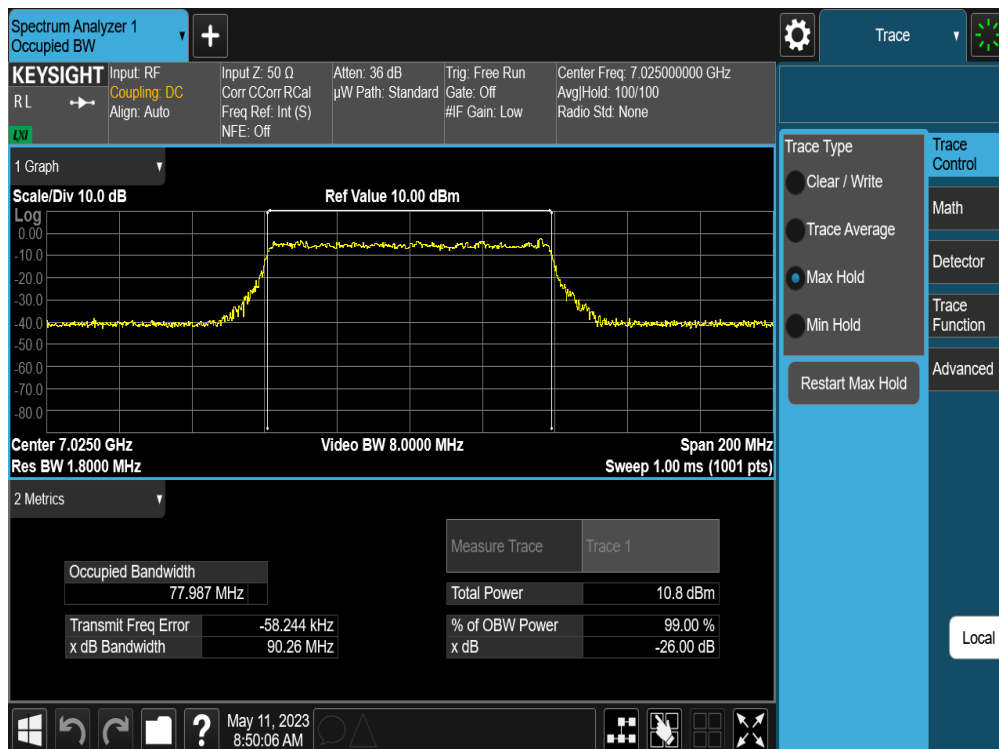 Spectrum Analyzer 1
Occupied BW
+
Trace
KEYSIGHT
RL
LXI
Input: RF
Coupling: DC
Align: Auto
Input Z: 50 Ω
Corr CCorr RCal
Freq Ref: Int (S)
NFE: Off
Atten: 36 dB
µW Path: Standard
Trig: Free Run
Gate: Off
#IF Gain: Low
Center Freq: 7.025000000 GHz
Avg|Hold: 100/100
Radio Std: None
1 Graph
Scale/Div 10.0 dB
Ref Value 10.00 dBm
Log
0.00
-10.0
-20.0
-30.0
-40.0
-50.0
-60.0
-70.0
-80.0
Center 7.0250 GHz
Video BW 8.0000 MHz
Span 200 MHz
Res BW 1.8000 MHz
Sweep 1.00 ms (1001 pts)
2 Metrics
Measure Trace
Trace 1
Occupied Bandwidth
77.987 MHz
Total Power
10.8 dBm
Transmit Freq Error
-58.244 kHz
% of OBW Power
99.00 %
x dB Bandwidth
90.26 MHz
x dB
-26.00 dB
Trace Type
Clear / Write
Trace Average
Max Hold
Min Hold
Restart Max Hold
Trace
Control
Math
Detector
Trace
Function
Advanced
Local
?
May 11, 2023
8:50:06 AM